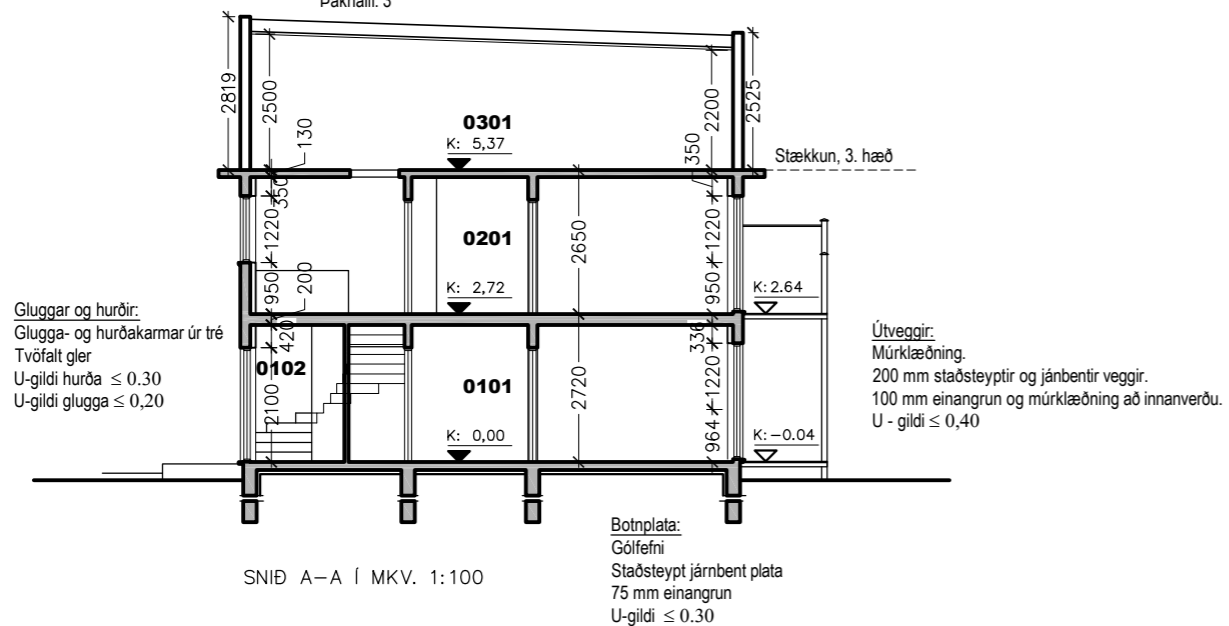 Þakhalli: 3
2819
2500
130
0301
K: 5,37
350
2200
2525
Stækkun, 3. hæð
350
1220
950
200
0201
K: 2,72
2650
1220
950
K: 2.64
Gluggar og hurðir:
Glugga- og hurðakarmar úr tré
Tvöfalt gler
U-gildi hurða ≤ 0.30
U-gildi glugga ≤ 0,20
420
0102
2100
0101
K: 0,00
2720
336
1220
964
K: -0.04
Útveggir:
Múrklæðning.
200 mm staðsteyptir og jánbentir veggir.
100 mm einangrun og múrklæðning að innanverðu.
U - gildi ≤ 0,40
SNIÐ A-A Í MKV. 1:100
Botnplata:
Gólfefni
Staðsteypt járnbent plata
75 mm einangrun
U-gildi ≤ 0.30